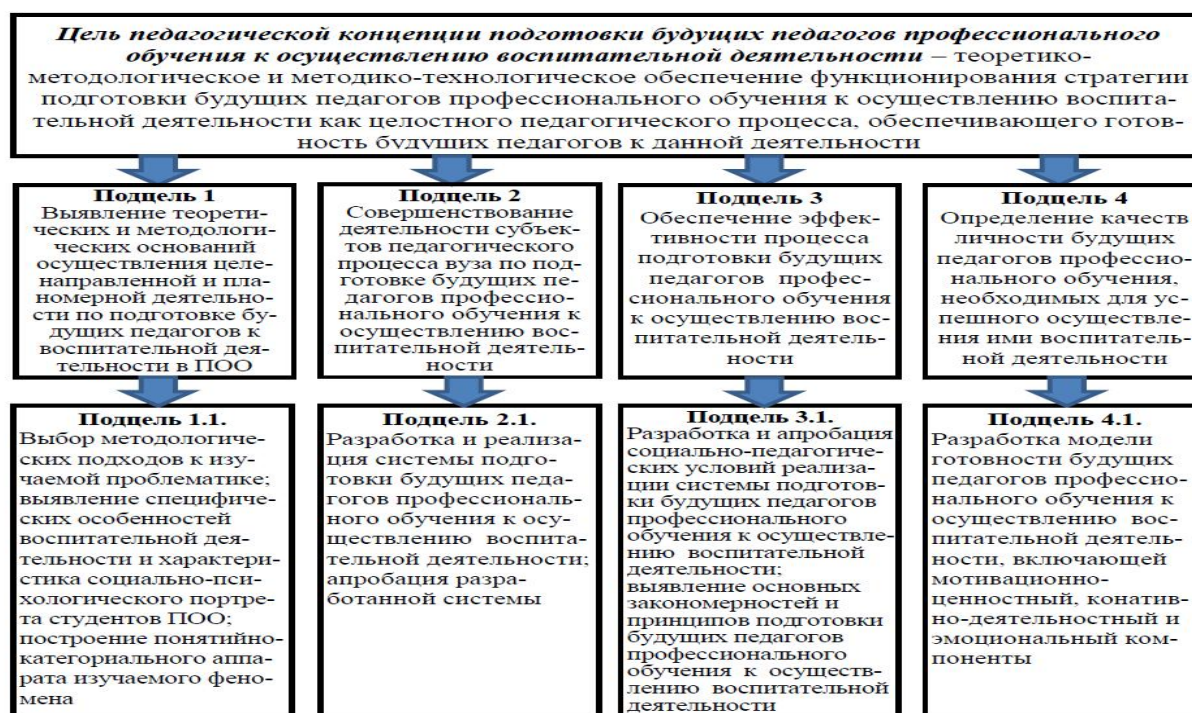 Цель педагогической концепции подготовки будущих педагогов профессионального
обучения к осуществлению воспитательной деятельности – теоретико-
методологическое и методико-технологическое обеспечение функционирования стратегии
подготовки будущих педагогов профессионального обучения к осуществлению воспита-
тельной деятельности как целостного педагогического процесса, обеспечивающего готов-
ность будущих педагогов к данной деятельности
Подцель 1
Выявление теорети-
ческих и методологи-
ческих оснований
осуществления целе-
направленной и пла-
номерной деятельно-
сти по подготовке бу-
дущих педагогов к
воспитательной дея-
тельности в ПОО
Подцель 2
Совершенствование
деятельности субъек-
тов педагогического
процесса вуза по под-
готовке будущих пе-
дагогов профессио-
нального обучения к
осуществлению вос-
питательной деятель-
ности
Подцель 3
Обеспечение эффек-
тивности процесса
подготовки будущих
педагогов профес-
сионального обучения
к осуществлению вос-
питательной деятель-
ности
Подцель 4
Определение качеств
личности будущих
педагогов профессио-
нального обучения,
необходимых для ус-
пешного осуществле-
ния ими воспитатель-
ной деятельности
Подцель 1.1.
Выбор методологиче-
ских подходов к изу-
чаемой проблематике;
выявление специфиче-
ских особенностей
воспитательной дея-
тельности и характери-
стика социально-пси-
хологического портре-
та студентов ПОО;
построение понятийно-
категориального аппа-
рата изучаемого фено-
мена
Подцель 2.1.
Разработка и реализа-
ция системы подго-
товки будущих педа-
гогов профессиональ-
ного обучения к осу-
ществлению воспита-
тельной деятельности;
апробация разра-
ботанной системы
Подцель 3.1.
Разработка и апробация
социально-педагогиче-
ских условий реализа-
ции системы подготов-
ки будущих педагогов
профессионального
обучения к осуществле-
нию воспитательной
деятельности;
выявление основных
закономерностей и
принципов подготовки
будущих педагогов
профессионального
обучения к осуществ-
лению воспитательной
деятельности
Подцель 4.1.
Разработка модели
готовности будущих
педагогов профессио-
нального обучения к
осуществлению вос-
питательной деятель-
ности, включающей
мотивационно-
ценностный, конатив-
но-деятельностный и
эмоциональный ком-
поненты